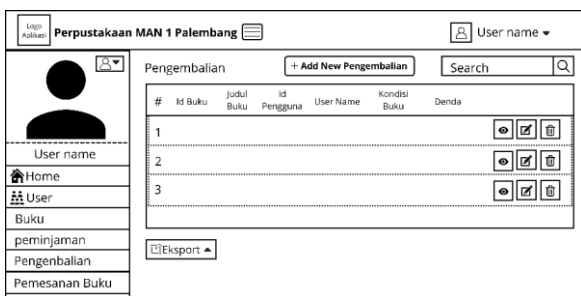 Logo
Aplikasi
Perpustakaan MAN 1 Palembang
User name
Pengembalian
+ Add New Pengembalian
Search
# Id Buku Judul Buku Id Pengguna User Name Kondisi Buku Denda
1
2
3
User name
Home
User
Buku
peminjaman
Pengenbalian
Pemesanan Buku
Eksport